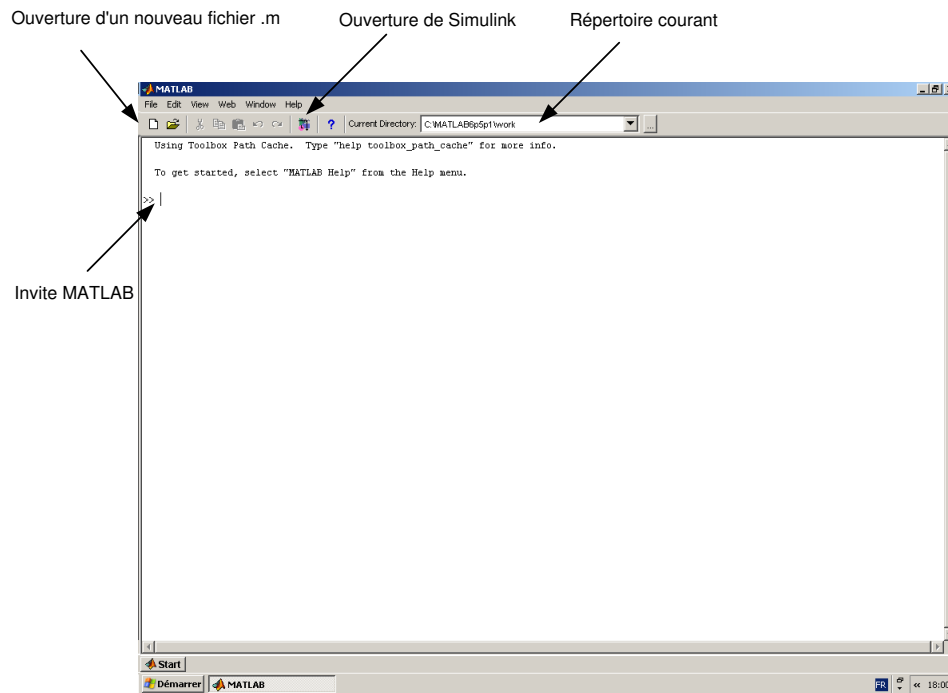 Ouverture d'un nouveau fichier .m
Ouverture de Simulink
Répertoire courant
MATLAB
File Edit View Web Window Help
? Current Directory: C:\MATLAB6p5p1\work ...
Using Toolbox Path Cache. Type "help toolbox_path_cache" for more info.
To get started, select "MATLAB Help" from the Help menu.
>>
Invite MATLAB
Start
Démarrer MATLAB FR « 18:00